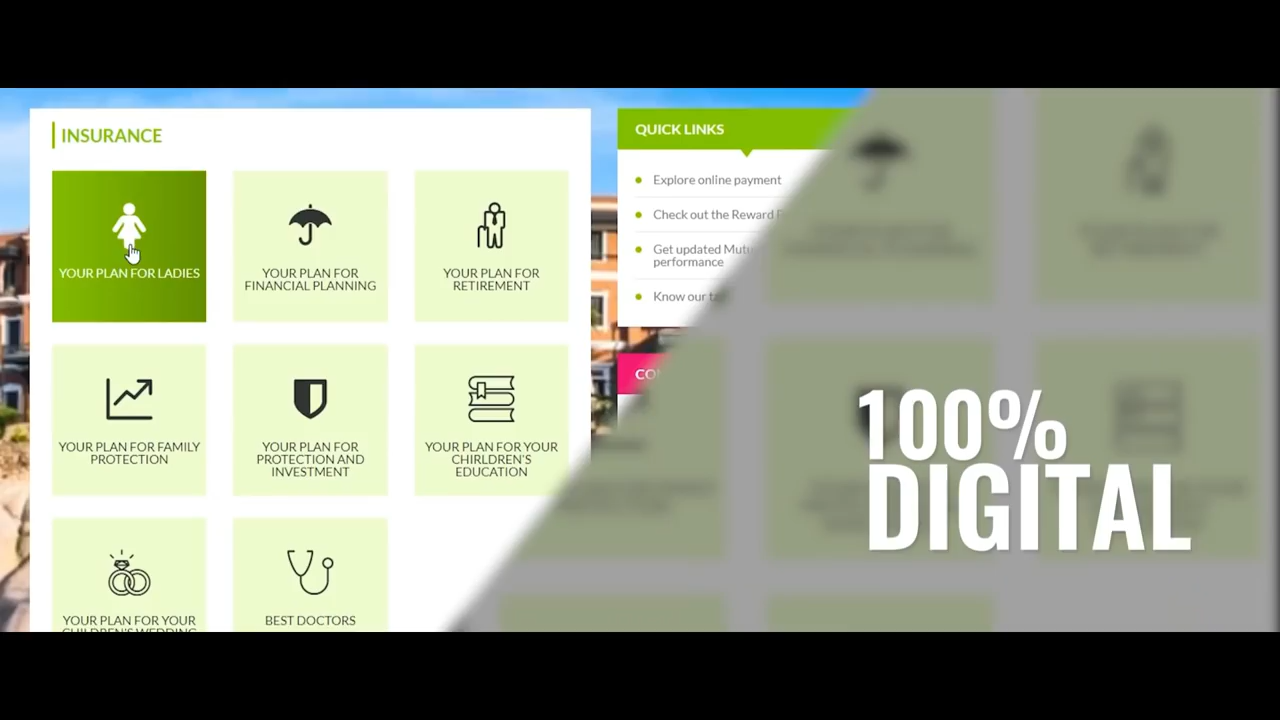 INSURANCE
YOUR PLAN FOR LADIES
YOUR PLAN FOR
FINANCIAL PLANNING
YOUR PLAN FOR
RETIREMENT
YOUR PLAN FOR FAMILY
PROTECTION
YOUR PLAN FOR
PROTECTION AND
INVESTMENT
YOUR PLAN FOR YOUR
CHRLDREN'S
EDUCATION
YOUR PLAN FOR YOUR
CHILDREN'S WEDDING
BEST DOCTORS
QUICK LINKS
Explore online payment
Check out the Reward
Get updated
performance
Know our
100%
DIGITAL